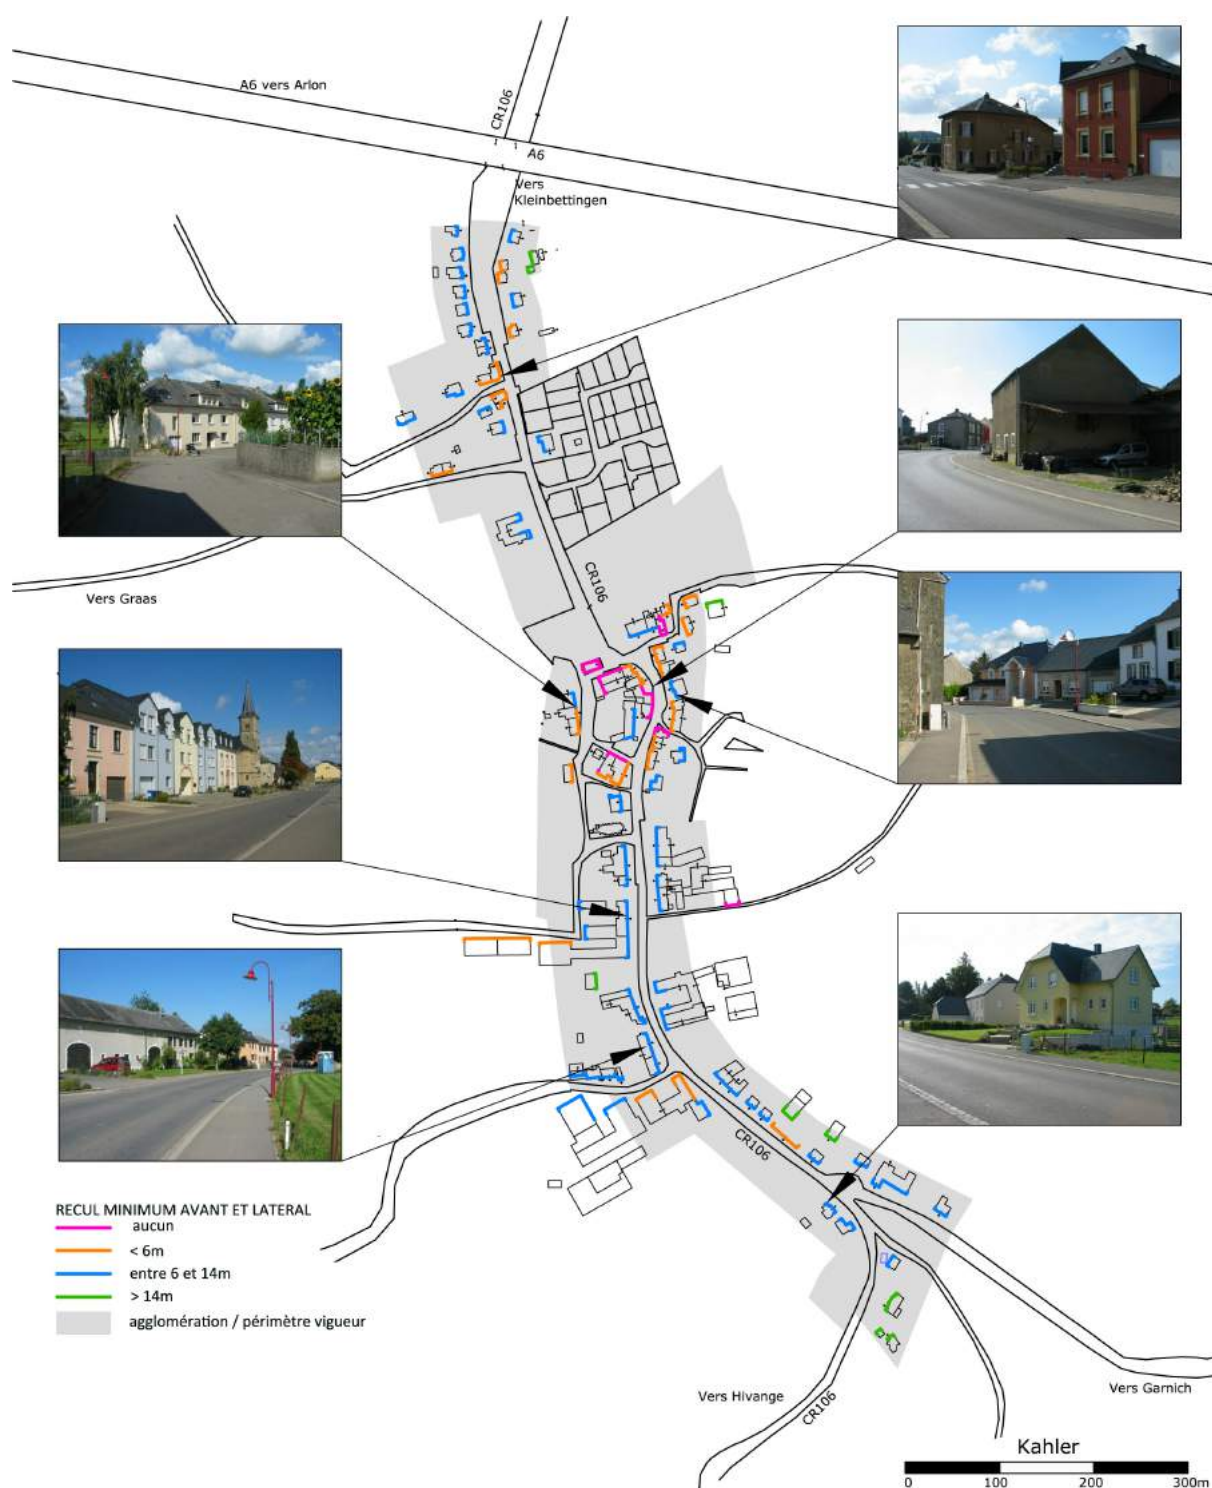 A6 vers Arlon
CR106
A6
Vers
Kleinbettingen
CR106
Vers Graas
CR106
RECUL MINIMUM AVANT ET LATERAL
aucun
< 6m
entre 6 et 14m
> 14m
agglomération / périmètre vigueur
Vers Hivange
CR106
Vers Garnich
Kahler
0 100 200 300m